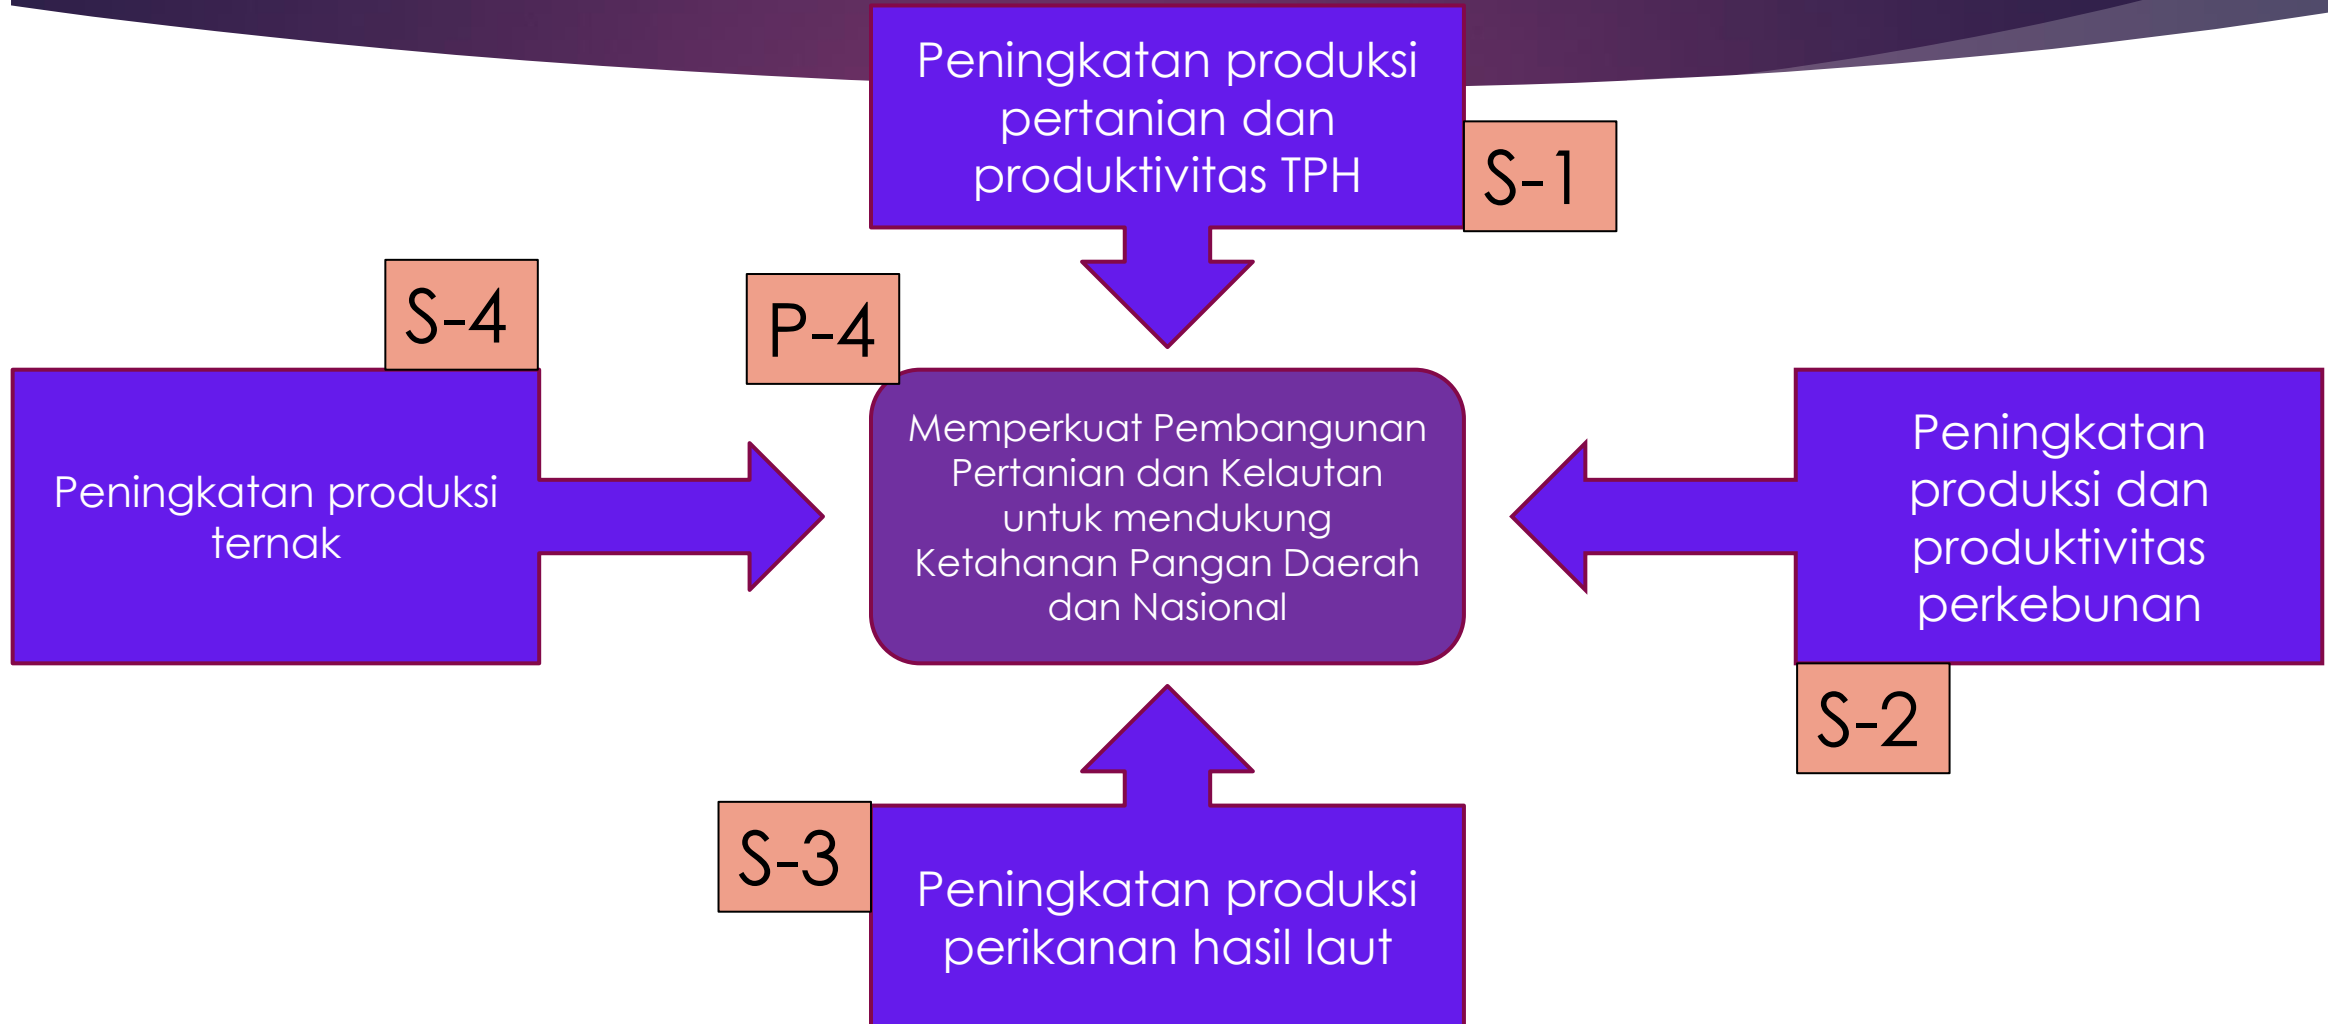 Peningkatan produksi
pertanian dan
produktivitas TPH
S-1
S-4
P-4
Peningkatan produksi
ternak
Memperkuat Pembangunan
Pertanian dan Kelautan
untuk mendukung
Ketahanan Pangan Daerah
dan Nasional
Peningkatan
produksi dan
produktivitas
perkebunan
S-2
S-3
Peningkatan produksi
perikanan hasil laut